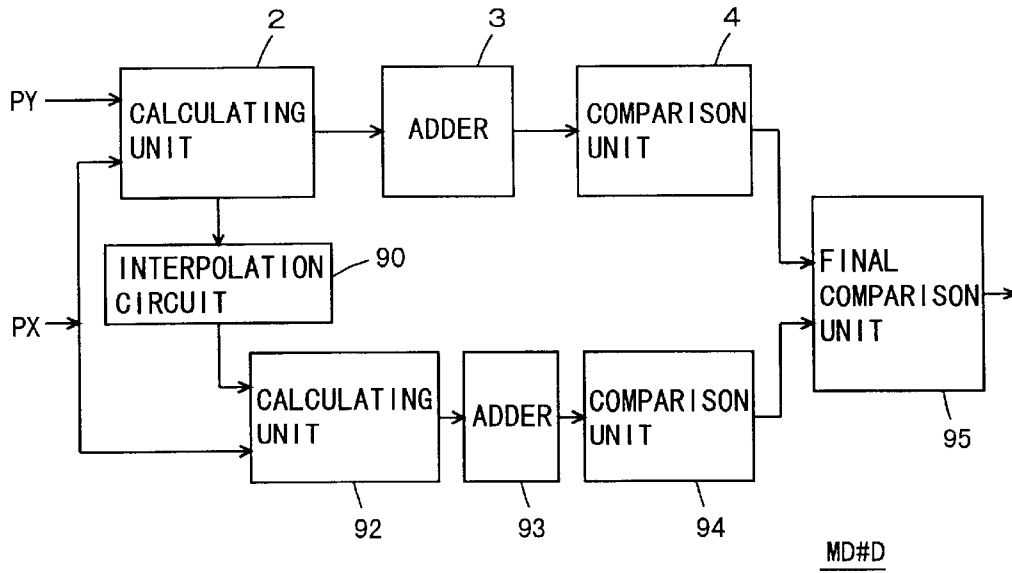 2
3
4
PY
CALCULATING
UNIT
ADDER
COMPARISON
UNIT
INTERPOLATION
CIRCUIT
90
FINAL
COMPARISON
UNIT
PX
CALCULATING
UNIT
ADDER
COMPARISON
UNIT
95
92
93
94
MD#D